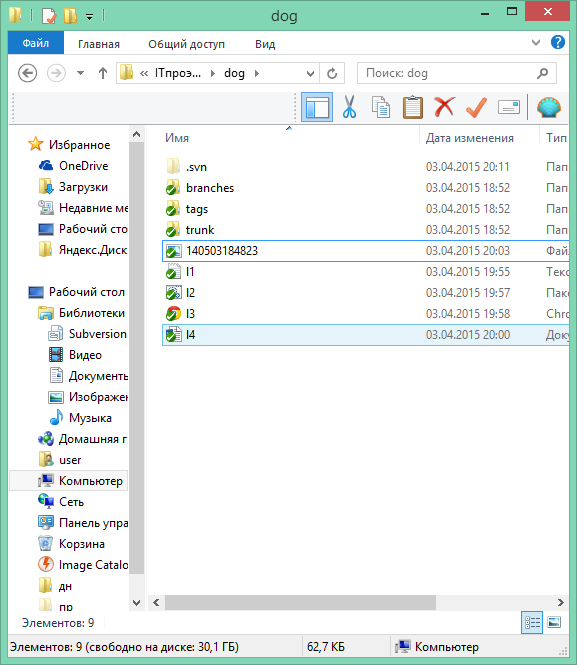 dog
Файл Главная Общий доступ Вид
« ITпроэ... dog Поиск: dog
Имя Дата изменения Тип
.svn 03.04.2015 20:11 Пап
branches 03.04.2015 18:52 Пап
tags 03.04.2015 18:52 Пап
trunk 03.04.2015 18:52 Пап
140503184823 03.04.2015 20:03 Файл
l1 03.04.2015 19:55 Текс
l2 03.04.2015 19:57 Паке
l3 03.04.2015 19:58 Chro
l4 03.04.2015 20:00 Доку
Избранное
OneDrive
Загрузки
Недавние ме
Рабочий сто
Яндекс.Диск
Рабочий стол
Библиотеки
Subversion
Видео
Документы
Изображен
Музыка
Домашняя г
user
Компьютер
Сеть
Панель упра
Корзина
Image Catalo
дн
пр
Элементов: 9
Элементов: 9 (свободно на диске: 30,1 ГБ) 62,7 КБ Компьютер